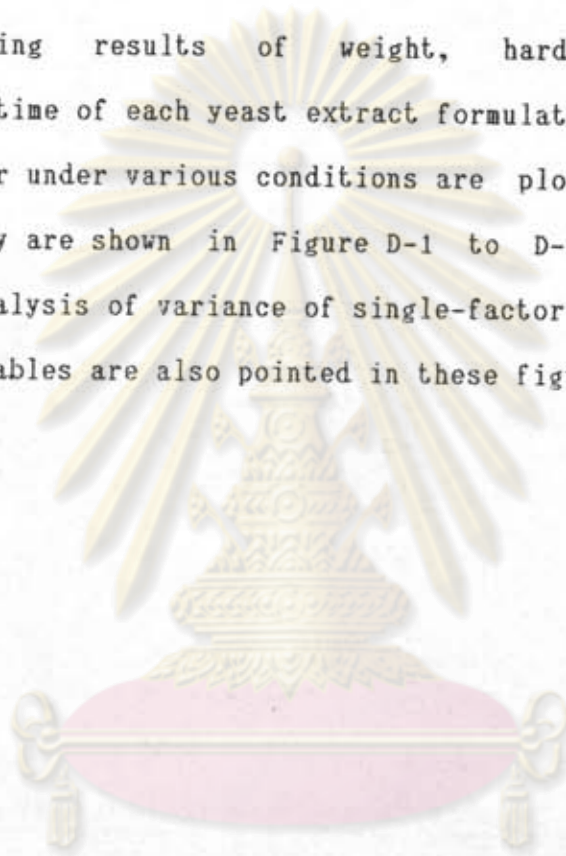 ing results of weight, hard
time of each yeast extract formulat
r under various conditions are plo
y are shown in Figure D-1 to D-
alysis of variance of single-factor
ables are also pointed in these fig